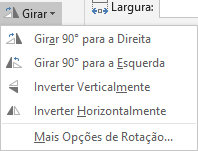 Girar Largura:
Girar 90° para a Direita
Girar 90° para a Esquerda
Inverter Verticalmente
Inverter Horizontalmente
Mais Opções de Rotação...